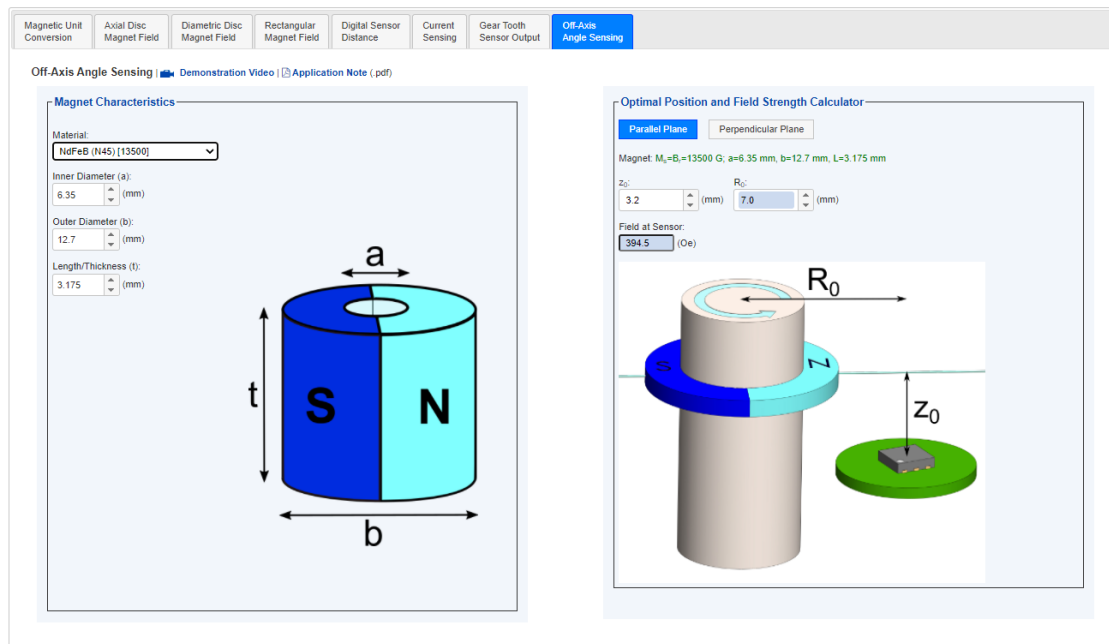 Magnetic Unit Conversion
Axial Disc Magnet Field
Diametric Disc Magnet Field
Rectangular Magnet Field
Digital Sensor Distance
Current Sensing
Gear Tooth Sensor Output
Off-Axis Angle Sensing
Off-Axis Angle Sensing | Demonstration Video | Application Note (.pdf)
Magnet Characteristics
Material:
NdFeB (N45) [13500]
Inner Diameter (a):
6.35 (mm)
Outer Diameter (b):
12.7 (mm)
Length/Thickness (t):
3.175 (mm)
a
t
S
N
b
Optimal Position and Field Strength Calculator
Parallel Plane
Perpendicular Plane
Magnet: Mₛ=Bᵣ=13500 G; a=6.35 mm, b=12.7 mm, L=3.175 mm
z₀: R₀:
3.2 (mm) 7.0 (mm)
Field at Sensor:
394.5 (Oe)
R₀
S
N
z₀